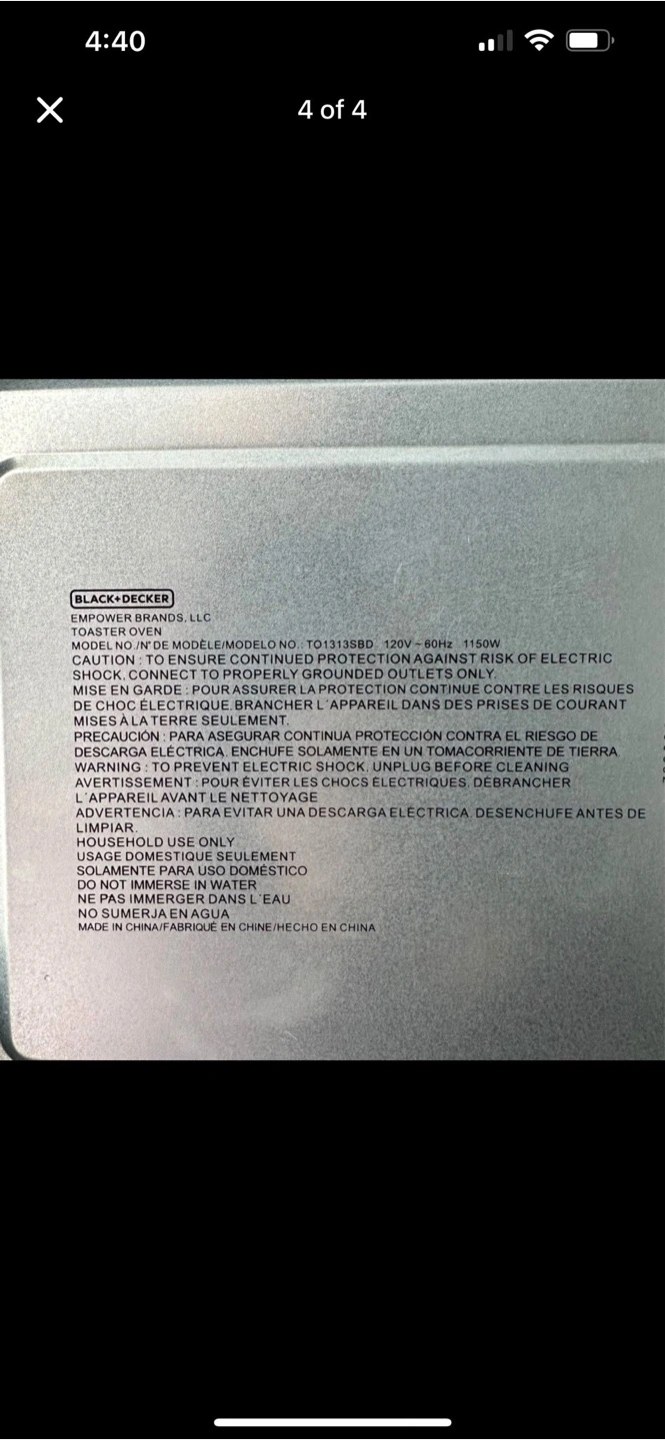 4:40
4 of 4
BLACK+DECKER
EMPOWER BRANDS, LLC
TOASTER OVEN
MODEL NO./N° DE MODÈLE/MODELO NO.: TO1313SBD 120V ~ 60Hz 1150W
CAUTION : TO ENSURE CONTINUED PROTECTION AGAINST RISK OF ELECTRIC
SHOCK, CONNECT TO PROPERLY GROUNDED OUTLETS ONLY.
MISE EN GARDE : POUR ASSURER LA PROTECTION CONTINUE CONTRE LES RISQUES
DE CHOC ÉLECTRIQUE, BRANCHER L'APPAREIL DANS DES PRISES DE COURANT
MISES À LA TERRE SEULEMENT.
PRECAUCIÓN : PARA ASEGURAR CONTINUA PROTECCIÓN CONTRA EL RIESGO DE
DESCARGA ELÉCTRICA, ENCHUFE SOLAMENTE EN UN TOMACORRIENTE DE TIERRA.
WARNING : TO PREVENT ELECTRIC SHOCK, UNPLUG BEFORE CLEANING
AVERTISSEMENT : POUR ÉVITER LES CHOCS ÉLECTRIQUES, DÉBRANCHER
L'APPAREIL AVANT LE NETTOYAGE
ADVERTENCIA : PARA EVITAR UNA DESCARGA ELÉCTRICA, DESENCHUFE ANTES DE
LIMPIAR.
HOUSEHOLD USE ONLY
USAGE DOMESTIQUE SEULEMENT
SOLAMENTE PARA USO DOMÉSTICO
DO NOT IMMERSE IN WATER
NE PAS IMMERGER DANS L'EAU
NO SUMERJA EN AGUA
MADE IN CHINA/FABRIQUÉ EN CHINE/HECHO EN CHINA